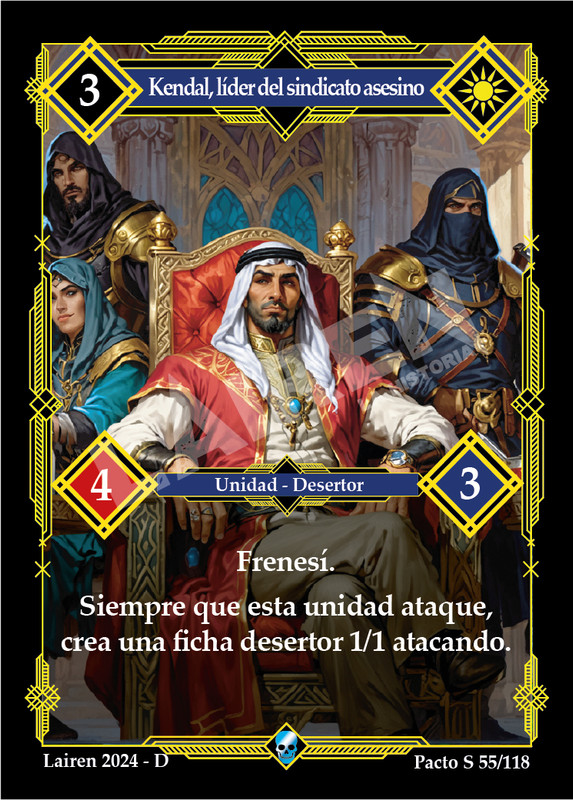 3
Kendal, líder del sindicato asesino
4
Unidad - Desertor
3
Frenesí.
Siempre que esta unidad ataque,
crea una ficha desertor 1/1 atacando.
Lairen 2024 - D
Pacto S 55/118